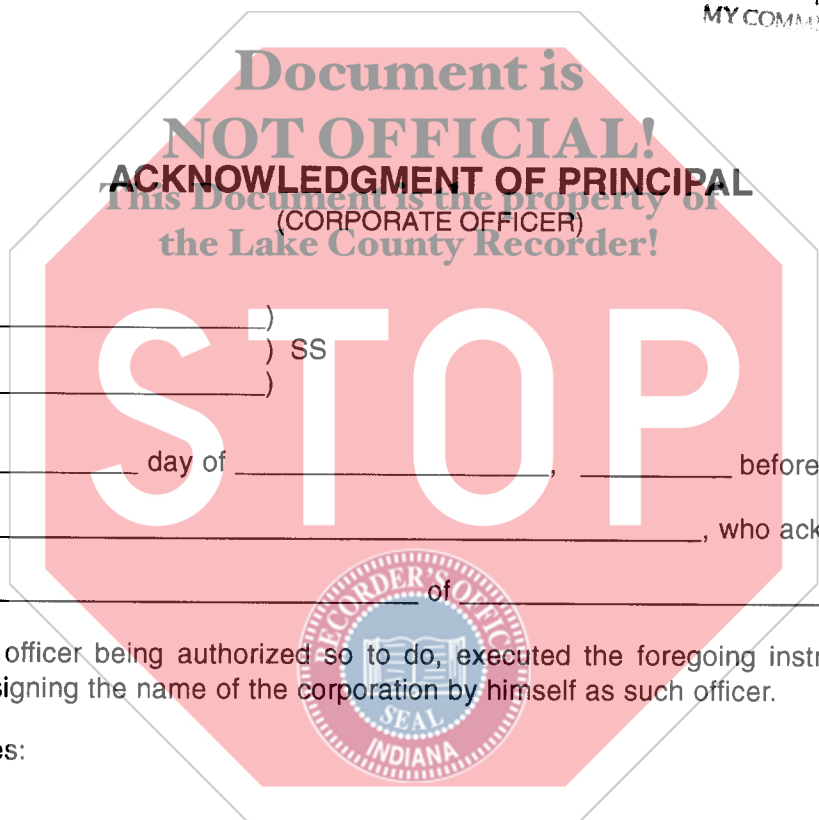 MY COMM
Document is
NOT OFFICIAL!
ACKNOWLEDGMENT OF PRINCIPAL
This Document is the property of
(CORPORATE OFFICER)
the Lake County Recorder!
)
) SS
)
STOP
day of , before
, who ack
of
officer being authorized so to do, executed the foregoing instr
signing the name of the corporation by himself as such officer.
es:
RECORDER'S OFFIC
SEAL
INDIANA